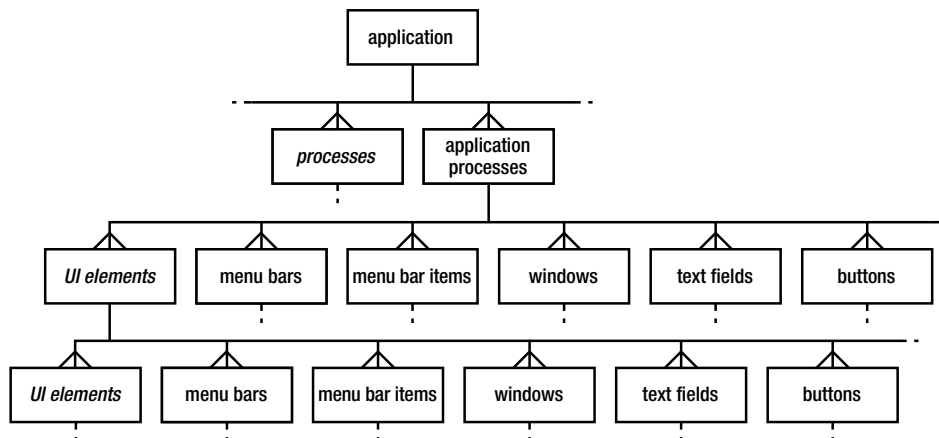 application
processes
application
processes
UI elements
menu bars
menu bar items
windows
text fields
buttons
UI elements
menu bars
menu bar items
windows
text fields
buttons